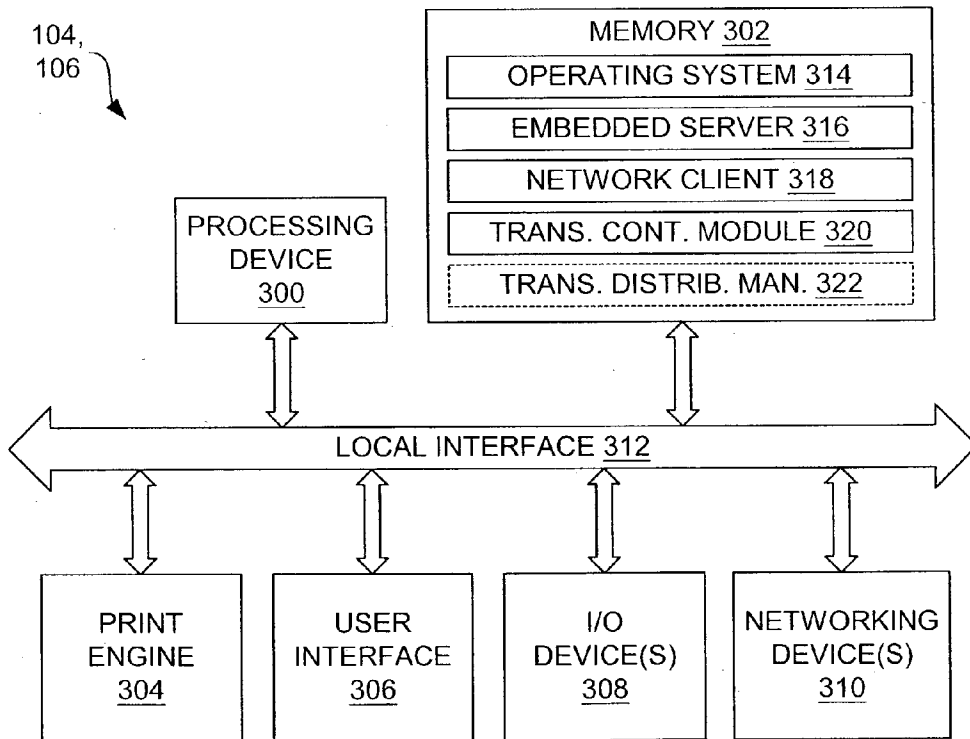 104,
106
MEMORY 302
OPERATING SYSTEM 314
EMBEDDED SERVER 316
NETWORK CLIENT 318
TRANS. CONT. MODULE 320
TRANS. DISTRIB. MAN. 322
PROCESSING
DEVICE
300
LOCAL INTERFACE 312
PRINT
ENGINE
304
USER
INTERFACE
306
I/O
DEVICE(S)
308
NETWORKING
DEVICE(S)
310